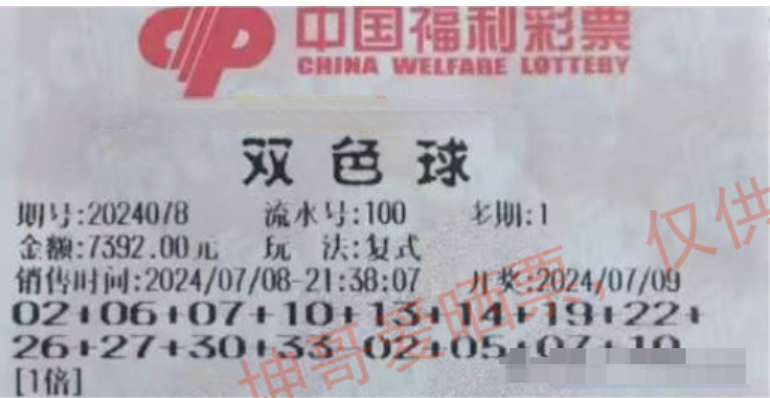 中国福利彩票
CHINA WELFARE LOTTERY
双色球
期号:2024078 流水号:100 多期:1
金额:7392.00元 玩法:复式
销售时间:2024/07/08-21:38:07 开奖:2024/07/09
02+06+07+10+13+14+19+22+
26+27+30+33-02+05+07+10
[1倍]
坤哥爱晒票，仅供